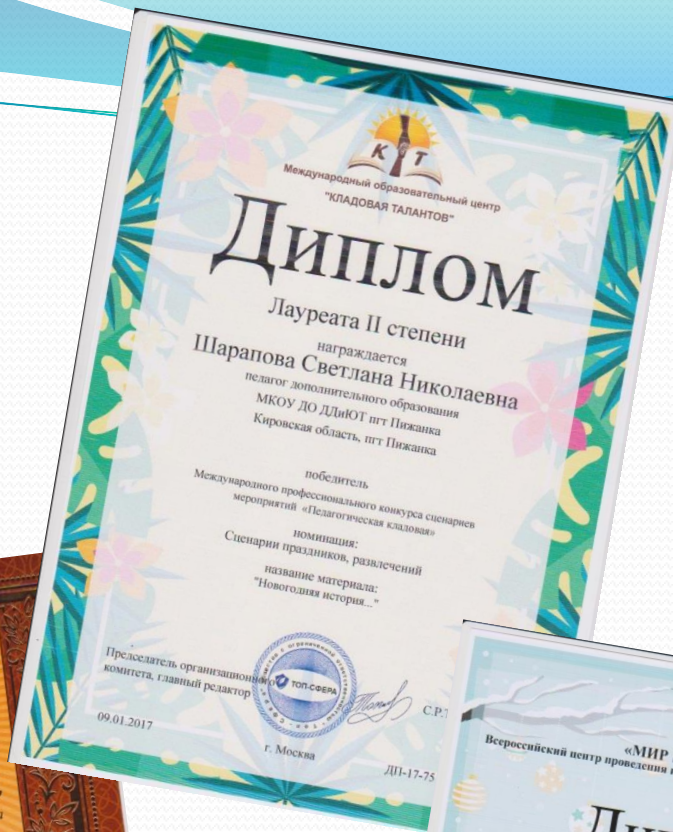 К Т
Международный образовательный центр
"КЛАДОВАЯ ТАЛАНТОВ"
Диплом
Лауреата II степени
награждается
Шарапова Светлана Николаевна
педагог дополнительного образования
МКОУ ДО ДДиЮТ пгт Пижанка
Кировская область, пгт Пижанка
победитель
Международного профессионального конкурса сценариев
мероприятий «Педагогическая кладовая»
номинация:
Сценарии праздников, развлечений
название материала:
"Новогодняя история..."
Председатель организационного
комитета, главный редактор
ТОП-СФЕРА
С.Р.
09.01.2017
г. Москва
ДП-17-75
«МИР
Всероссийский центр проведения